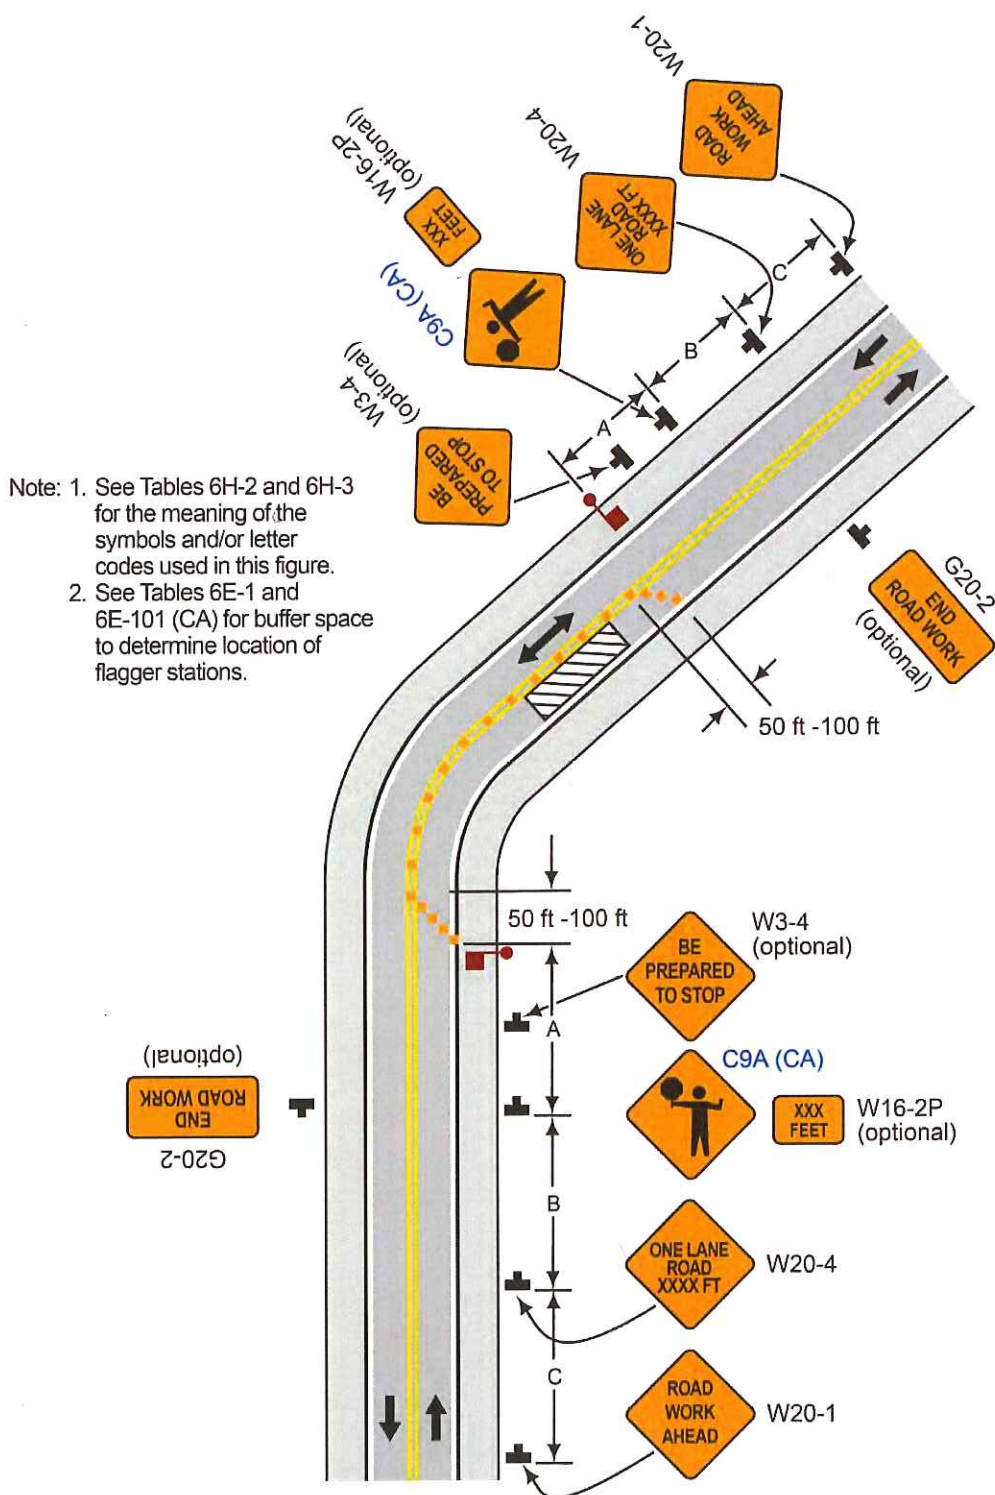 W20-1
ROAD
WORK
AHEAD
W20-4
ONE LANE
ROAD
XXXX FT
W16-2P
(optional)
XXX
FEET
C9A (CA)
C
B
W3-4
(optional)
A
BE
PREPARED
TO STOP
Note: 1. See Tables 6H-2 and 6H-3
for the meaning of the
symbols and/or letter
codes used in this figure.
2. See Tables 6E-1 and
6E-101 (CA) for buffer space
to determine location of
flagger stations.
G20-2
END
ROAD WORK
(optional)
50 ft -100 ft
50 ft -100 ft
W3-4
(optional)
BE
PREPARED
TO STOP
A
C9A (CA)
XXX
FEET
W16-2P
(optional)
G20-2
END
ROAD WORK
(optional)
B
ONE LANE
ROAD
XXXX FT
W20-4
C
ROAD
WORK
AHEAD
W20-1